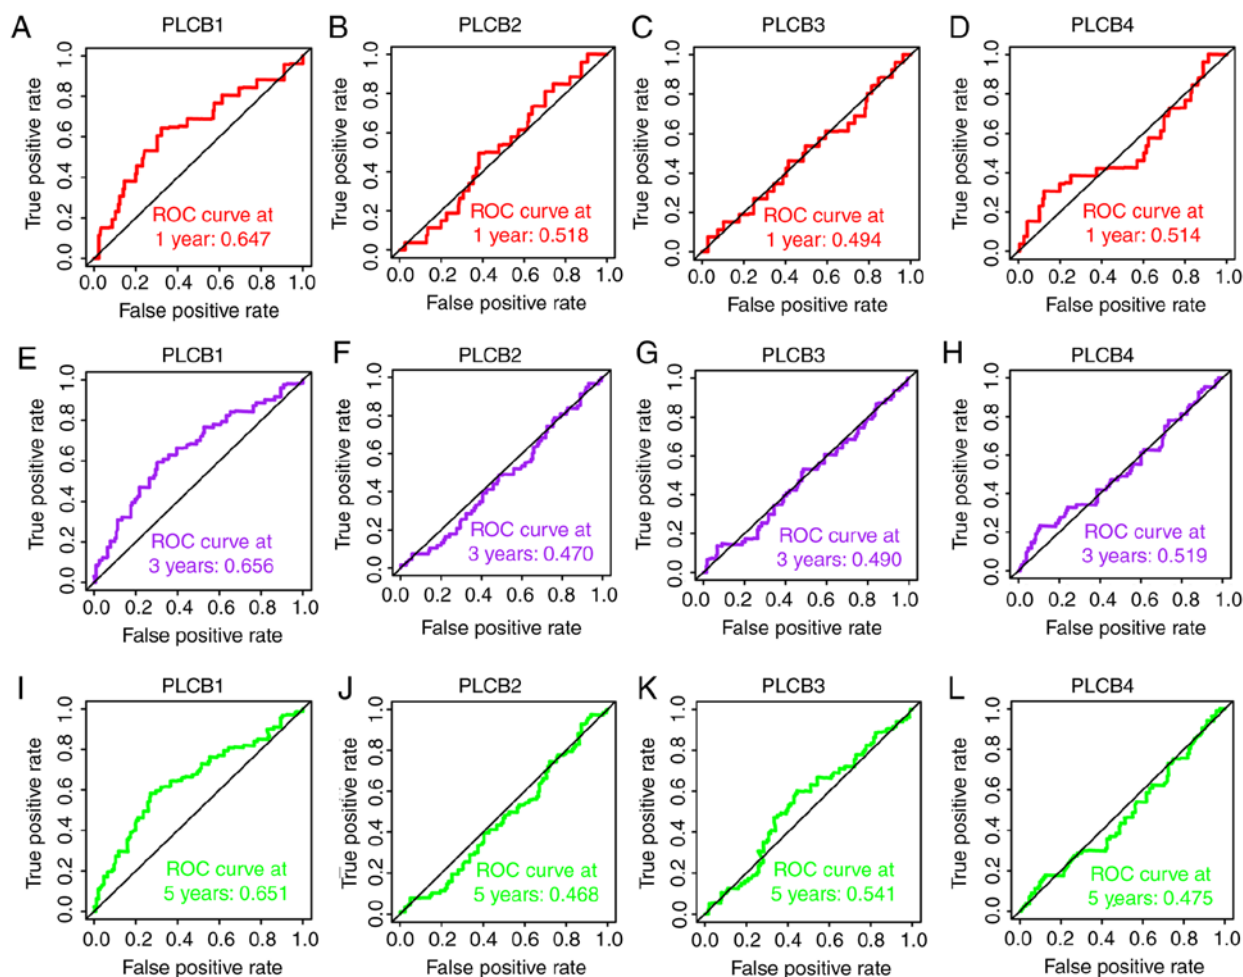 A PLCB1
True positive rate
0.0 0.2 0.4 0.6 0.8 1.0
ROC curve at
1 year: 0.647
0.0 0.2 0.4 0.6 0.8 1.0
False positive rate
B PLCB2
True positive rate
0.0 0.2 0.4 0.6 0.8 1.0
ROC curve at
1 year: 0.518
0.0 0.2 0.4 0.6 0.8 1.0
False positive rate
C PLCB3
True positive rate
0.0 0.2 0.4 0.6 0.8 1.0
ROC curve at
1 year: 0.494
0.0 0.2 0.4 0.6 0.8 1.0
False positive rate
D PLCB4
True positive rate
0.0 0.2 0.4 0.6 0.8 1.0
ROC curve at
1 year: 0.514
0.0 0.2 0.4 0.6 0.8 1.0
False positive rate
E PLCB1
True positive rate
0.0 0.2 0.4 0.6 0.8 1.0
ROC curve at
3 years: 0.656
0.0 0.2 0.4 0.6 0.8 1.0
False positive rate
F PLCB2
True positive rate
0.0 0.2 0.4 0.6 0.8 1.0
ROC curve at
3 years: 0.470
0.0 0.2 0.4 0.6 0.8 1.0
False positive rate
G PLCB3
True positive rate
0.0 0.2 0.4 0.6 0.8 1.0
ROC curve at
3 years: 0.490
0.0 0.2 0.4 0.6 0.8 1.0
False positive rate
H PLCB4
True positive rate
0.0 0.2 0.4 0.6 0.8 1.0
ROC curve at
3 years: 0.519
0.0 0.2 0.4 0.6 0.8 1.0
False positive rate
I PLCB1
True positive rate
0.0 0.2 0.4 0.6 0.8 1.0
ROC curve at
5 years: 0.651
0.0 0.2 0.4 0.6 0.8 1.0
False positive rate
J PLCB2
True positive rate
0.0 0.2 0.4 0.6 0.8 1.0
ROC curve at
5 years: 0.468
0.0 0.2 0.4 0.6 0.8 1.0
False positive rate
K PLCB3
True positive rate
0.0 0.2 0.4 0.6 0.8 1.0
ROC curve at
5 years: 0.541
0.0 0.2 0.4 0.6 0.8 1.0
False positive rate
L PLCB4
True positive rate
0.0 0.2 0.4 0.6 0.8 1.0
ROC curve at
5 years: 0.475
0.0 0.2 0.4 0.6 0.8 1.0
False positive rate